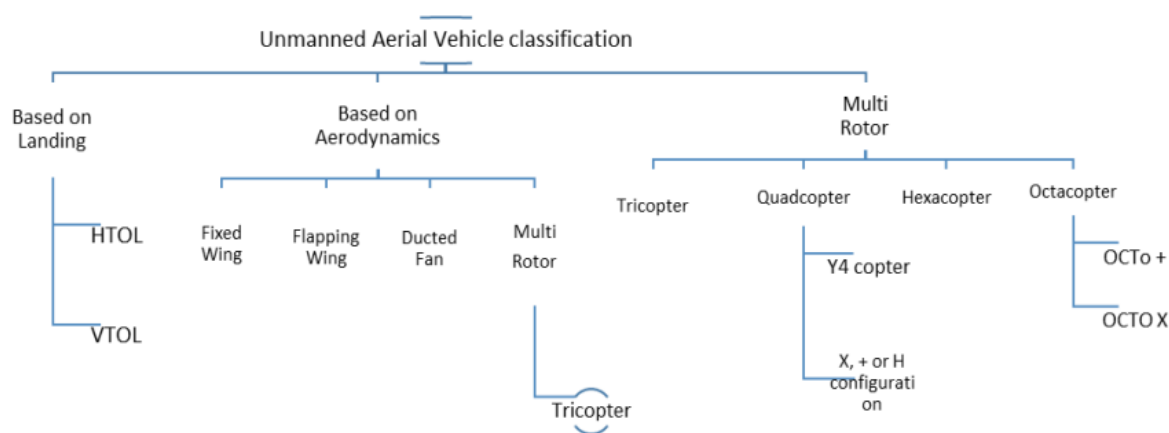 Unmanned Aerial Vehicle classification
Based on
Landing
HTOL
VTOL
Based on
Aerodynamics
Fixed
Wing
Flapping
Wing
Ducted
Fan
Multi
Rotor
Tricopter
Multi
Rotor
Tricopter
Quadcopter
Y4 copter
X, + or H
configurati
on
Hexacopter
Octacopter
OCTo +
OCTO X